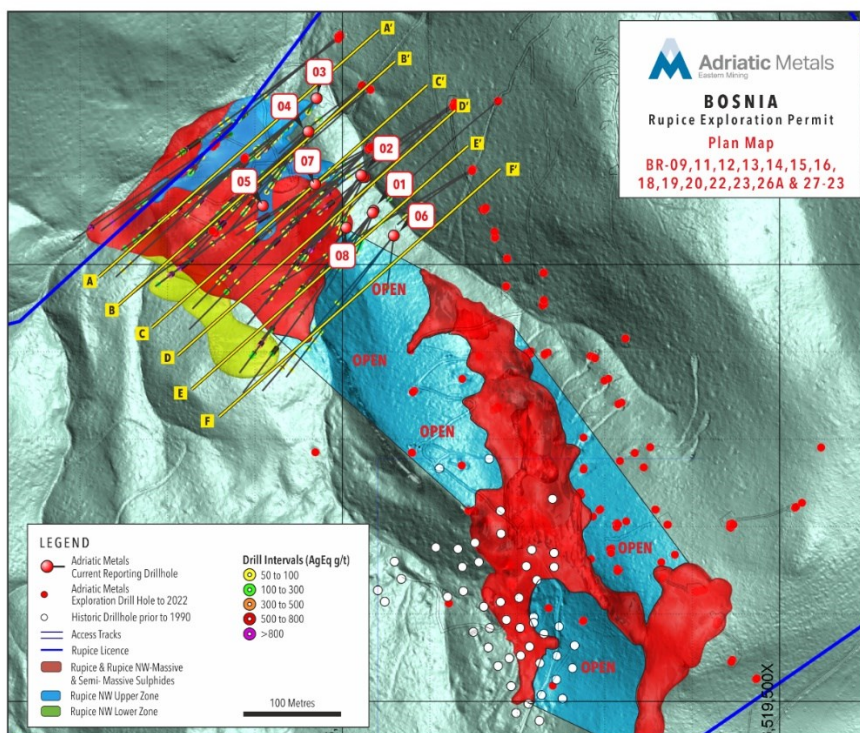 Adriatic Metals
Eastern Mining
BOSNIA
Rupice Exploration Permit
Plan Map
BR-09,11,12,13,14,15,16,
18,19,20,22,23,26A & 27-23
A'
B'
C'
D'
E'
F'
03
04
02
07
01
05
06
08
A
B
C
D
E
F
OPEN
OPEN
OPEN
OPEN
OPEN
,519,500X
LEGEND
Adriatic Metals
Current Reporting Drillhole
Adriatic Metals
Exploration Drill Hole to 2022
Historic Drillhole prior to 1990
Access Tracks
Rupice Licence
Rupice & Rupice NW-Massive
& Semi- Massive Sulphides
Rupice NW Upper Zone
Rupice NW Lower Zone
Drill Intervals (AgEq g/t)
50 to 100
100 to 300
300 to 500
500 to 800
>800
100 Metres